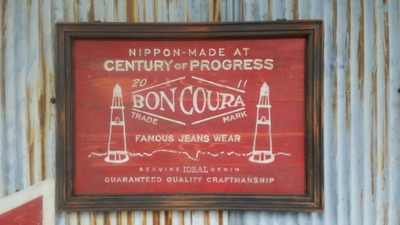 NIPPON-MADE AT
CENTURY OF PROGRESS
20 11
BON COURA
TRADE MARK
FAMOUS JEANS WEAR
GENUINE IDEAL DENIM
GUARANTEED QUALITY CRAFTMANSHIP